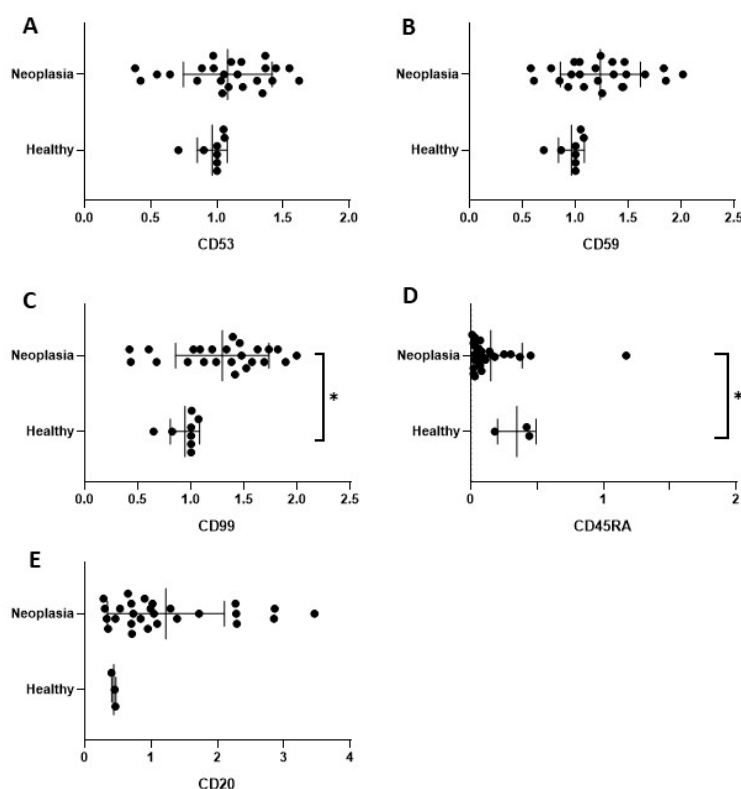 A
Neoplasia
Healthy
0.0 0.5 1.0 1.5 2.0
CD53
B
Neoplasia
Healthy
0.0 0.5 1.0 1.5 2.0 2.5
CD59
C
Neoplasia
Healthy
*
0.0 0.5 1.0 1.5 2.0 2.5
CD99
D
Neoplasia
Healthy
*
0 1 2
CD45RA
E
Neoplasia
Healthy
0 1 2 3 4
CD20